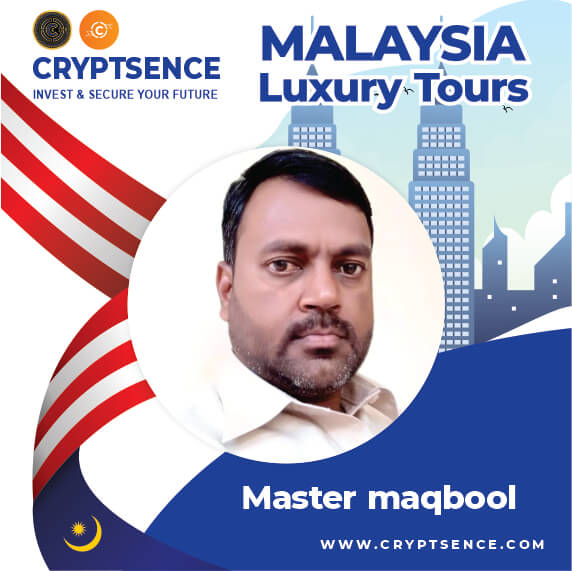 CRYPTSENCE
INVEST & SECURE YOUR FUTURE
MALAYSIA
Luxury Tours
Master maqbool
WWW.CRYPTSENCE.COM